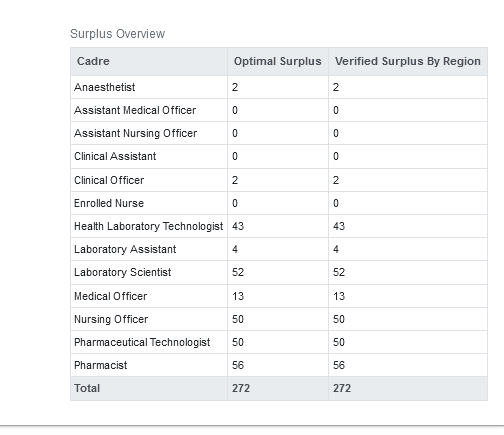 Surplus Overview
Cadre Optimal Surplus Verified Surplus By Region
Anaesthetist 2 2
Assistant Medical Officer 0 0
Assistant Nursing Officer 0 0
Clinical Assistant 0 0
Clinical Officer 2 2
Enrolled Nurse 0 0
Health Laboratory Technologist 43 43
Laboratory Assistant 4 4
Laboratory Scientist 52 52
Medical Officer 13 13
Nursing Officer 50 50
Pharmaceutical Technologist 50 50
Pharmacist 56 56
Total 272 272